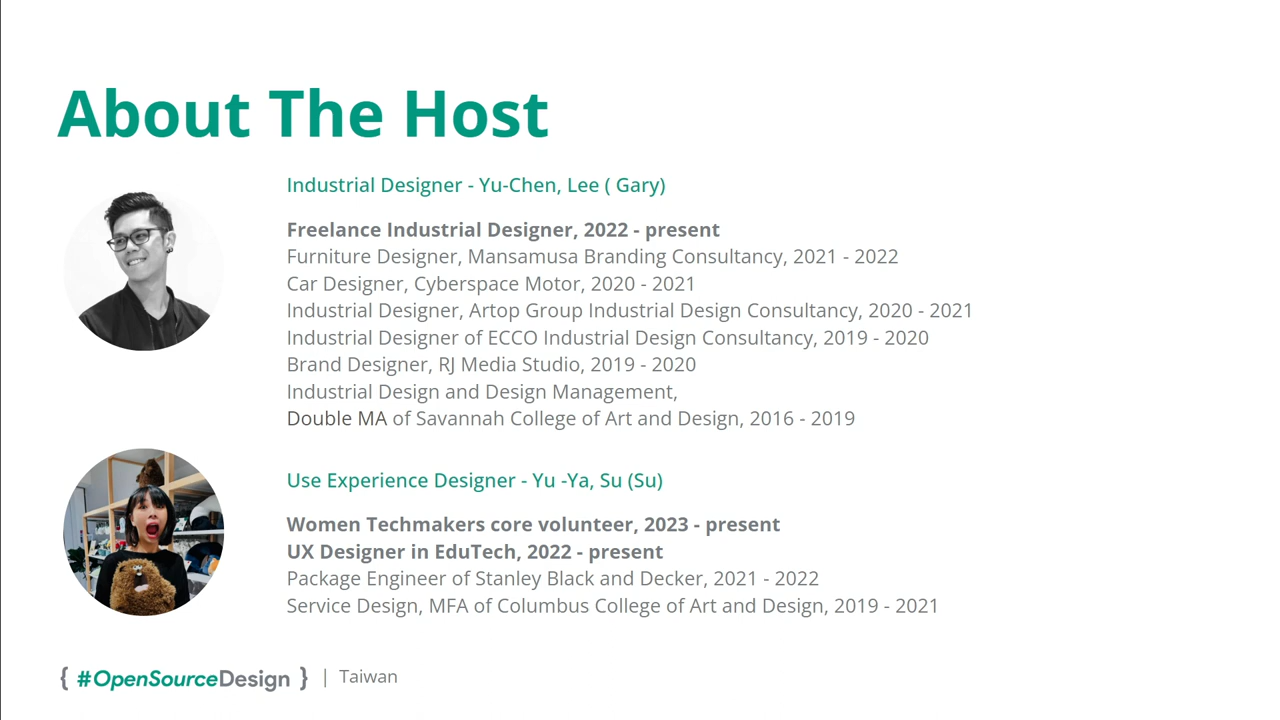 About The Host
Industrial Designer - Yu-Chen, Lee ( Gary)
Freelance Industrial Designer, 2022 - present
Furniture Designer, Mansamusa Branding Consultancy, 2021 - 2022
Car Designer, Cyberspace Motor, 2020 - 2021
Industrial Designer, Artop Group Industrial Design Consultancy, 2020 - 2021
Industrial Designer of ECCO Industrial Design Consultancy, 2019 - 2020
Brand Designer, RJ Media Studio, 2019 - 2020
Industrial Design and Design Management,
Double MA of Savannah College of Art and Design, 2016 - 2019
Use Experience Designer - Yu -Ya, Su (Su)
Women Techmakers core volunteer, 2023 - present
UX Designer in EduTech, 2022 - present
Package Engineer of Stanley Black and Decker, 2021 - 2022
Service Design, MFA of Columbus College of Art and Design, 2019 - 2021
{ #OpenSourceDesign } | Taiwan